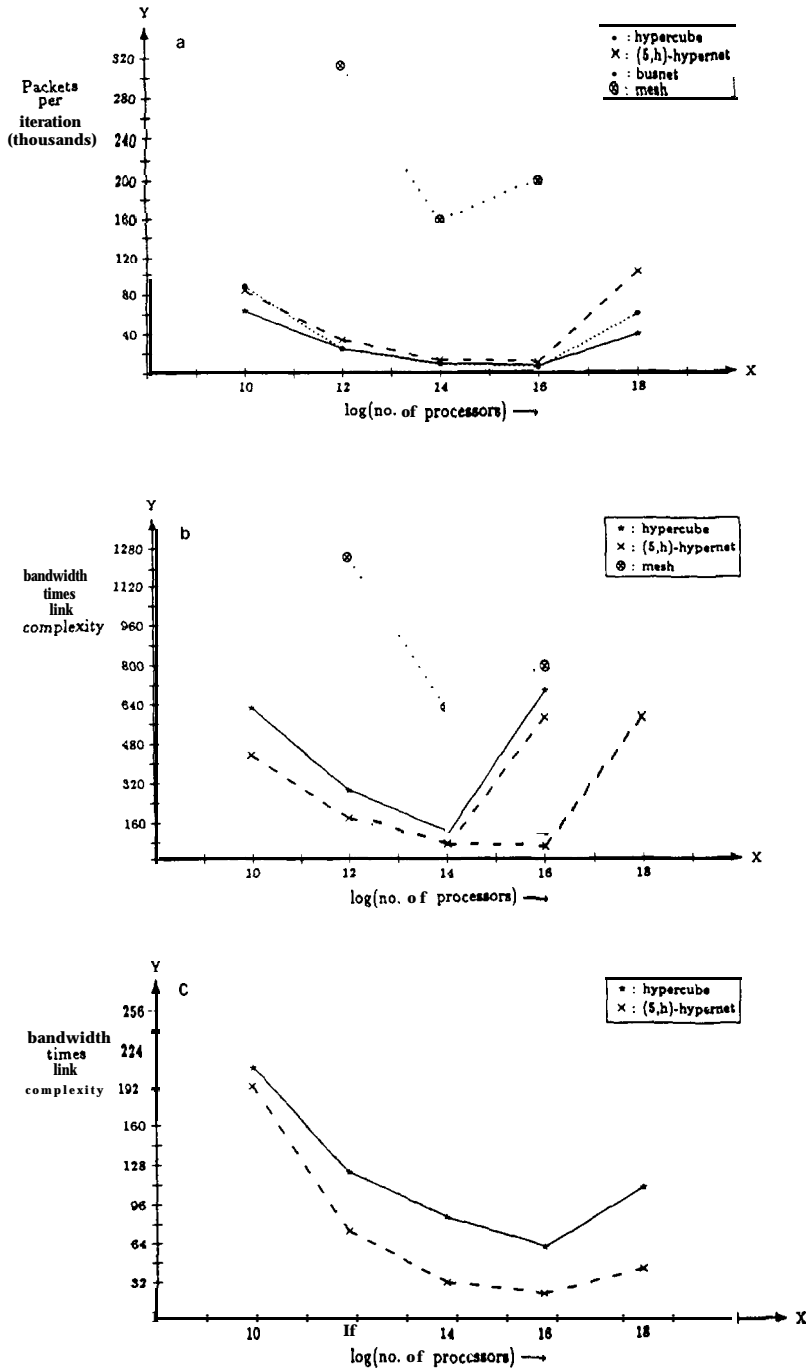 Y
a
• : hypercube
× : (5,h)-hypernet
• : busnet
⊗ : mesh
Packets
per
iteration
(thousands)
320
280
240
200
160
120
80
40
10
12
14
16
18
X
log(no. of processors) →
Y
b
* : hypercube
× : (5,h)-hypernet
⊗ : mesh
bandwidth
times
link
complexity
1280
1120
960
800
640
480
320
160
10
12
14
16
18
X
log(no. of processors) →
Y
C
* : hypercube
× : (5,h)-hypernet
bandwidth
times
link
complexity
256
224
192
160
128
96
64
32
10
If
14
16
18
X
log(no. of processors) →